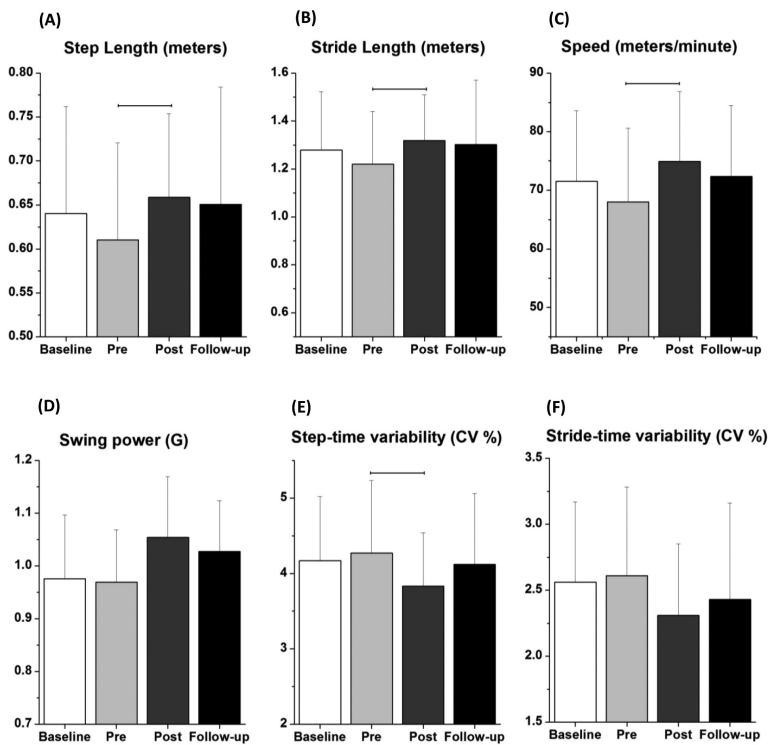 (A)
Step Length (meters)
0.80
0.75
0.70
0.65
0.60
0.55
0.50
Baseline Pre Post Follow-up
(B)
Stride Length (meters)
1.6
1.4
1.2
1.0
0.8
0.6
Baseline Pre Post Follow-up
(C)
Speed (meters/minute)
90
80
70
60
50
Baseline Pre Post Follow-up
(D)
Swing power (G)
1.2
1.1
1.0
0.9
0.8
0.7
Baseline Pre Post Follow-up
(E)
Step-time variability (CV %)
5
4
3
2
Baseline Pre Post Follow-up
(F)
Stride-time variability (CV %)
3.5
3.0
2.5
2.0
1.5
Baseline Pre Post Follow-up